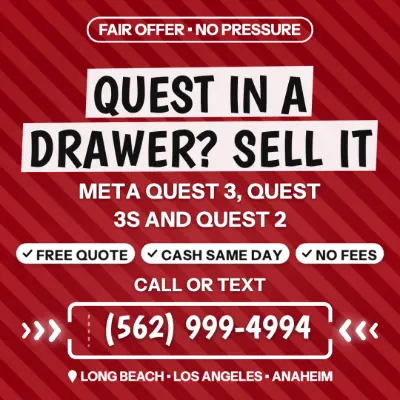 FAIR OFFER • NO PRESSURE
QUEST IN A
DRAWER? SELL IT
META QUEST 3, QUEST
3S AND QUEST 2
✓ FREE QUOTE ✓ CASH SAME DAY ✓ NO FEES
CALL OR TEXT
(562) 999-4994
LONG BEACH • LOS ANGELES • ANAHEIM